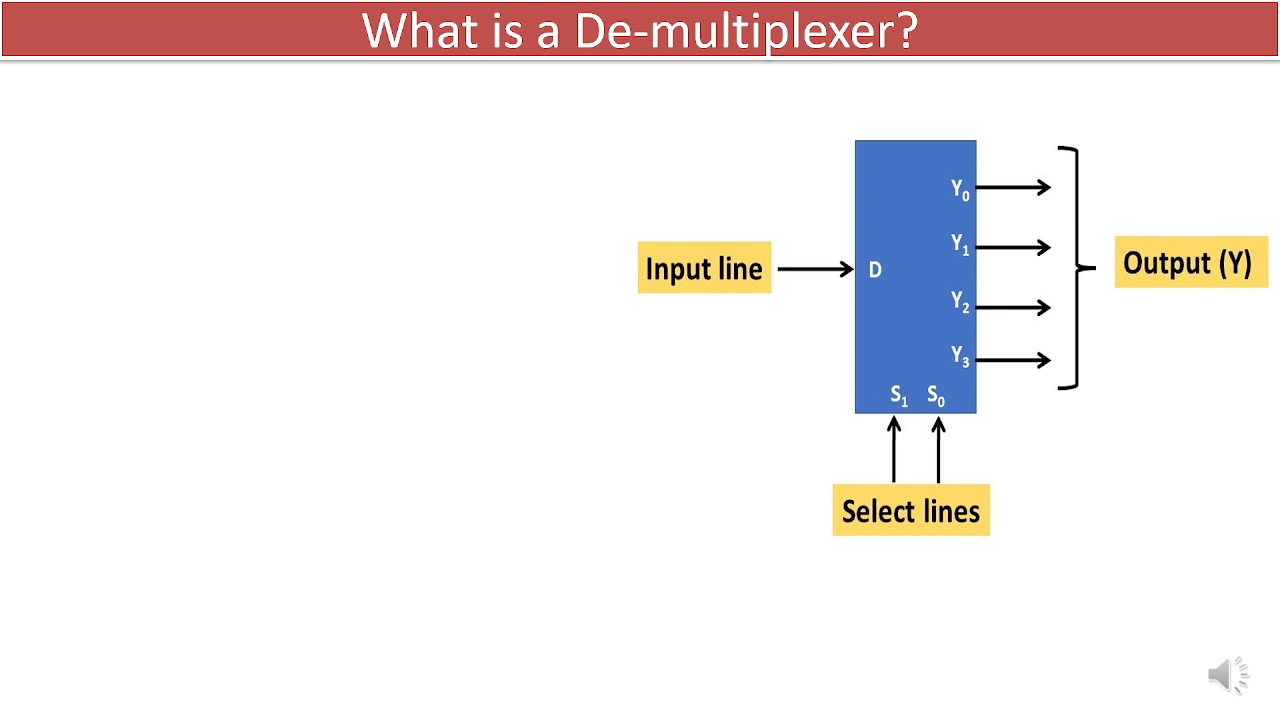 What is a De-multiplexer?
Y0
Y1
Input line
D
Output (Y)
Y2
Y3
S1 S0
Select lines